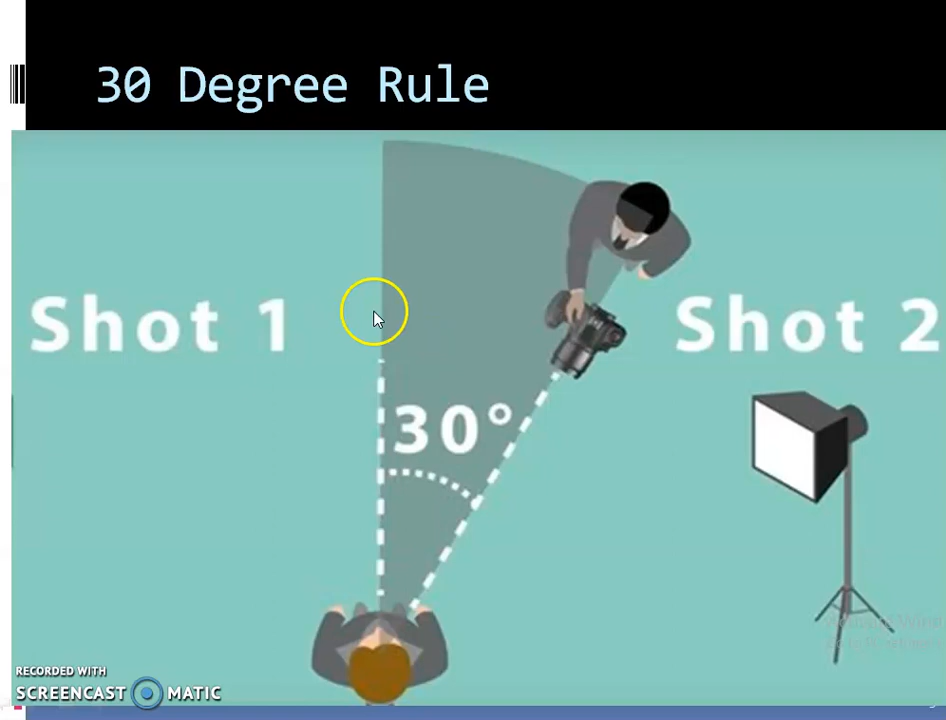 30 Degree Rule
Shot 1
Shot 2
30°
RECORDED WITH
SCREENCAST MATIC